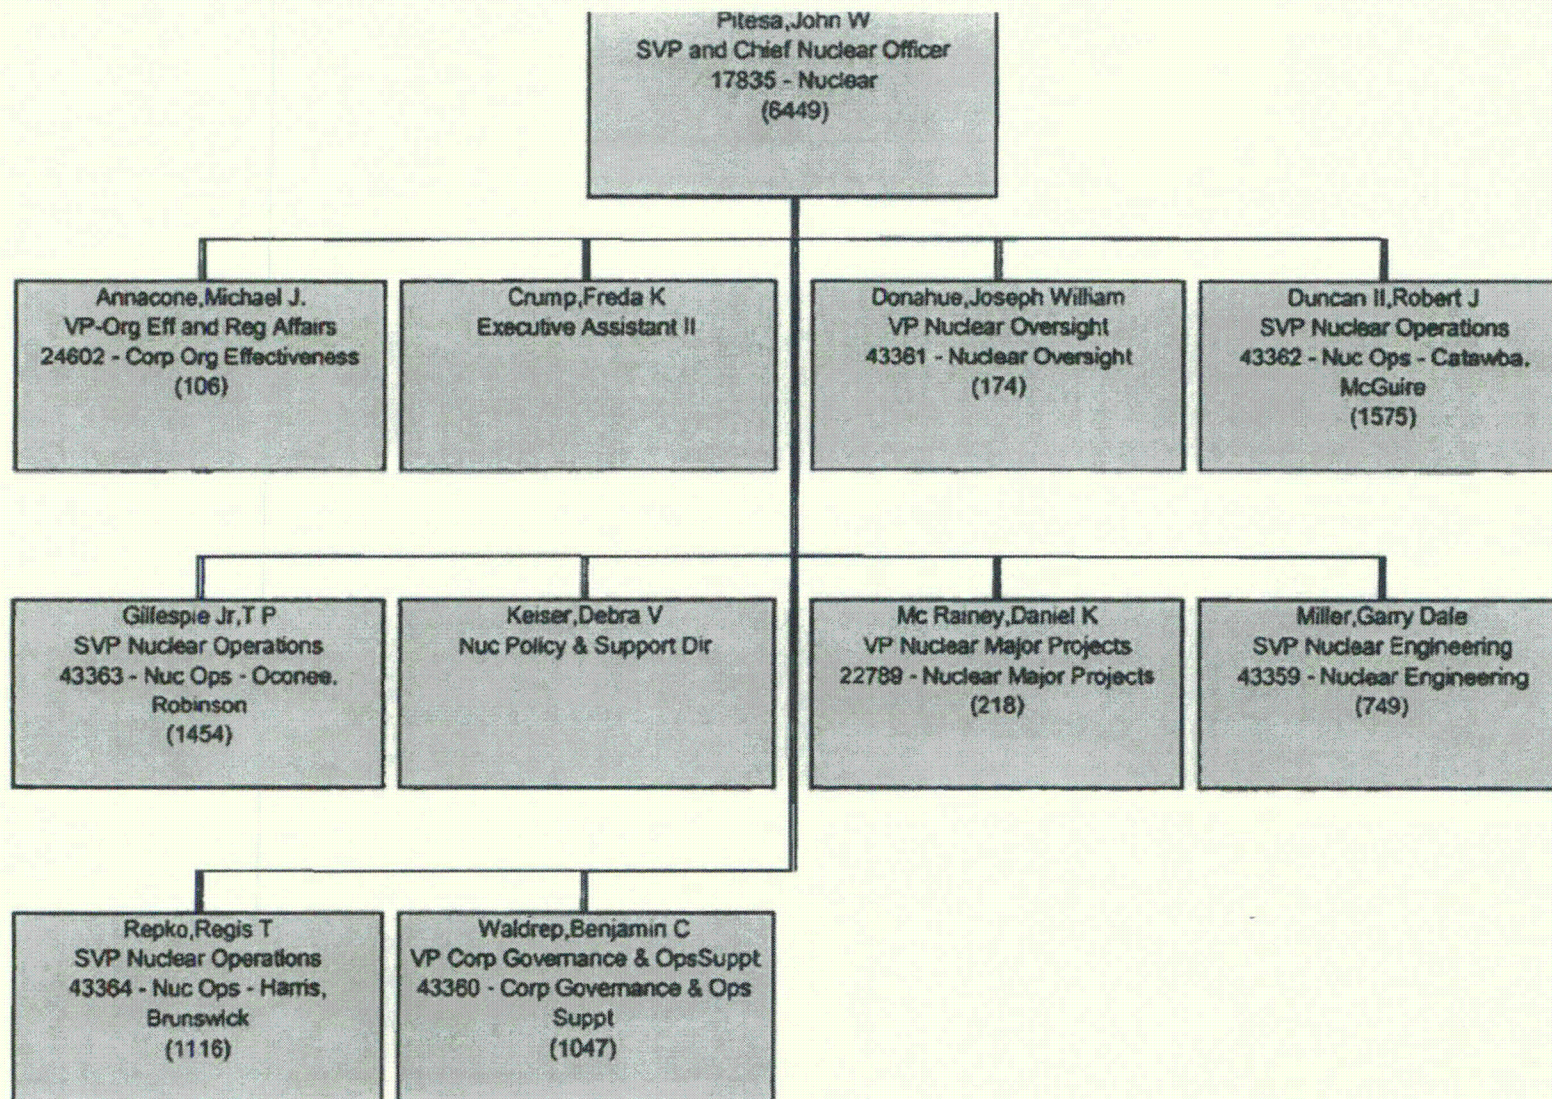 Pitesa,John W
SVP and Chief Nuclear Officer
17835 - Nuclear
(6449)
Annacone,Michael J.
VP-Org Eff and Reg Affairs
24602 - Corp Org Effectiveness
(106)
Crump,Freda K
Executive Assistant II
Donahue,Joseph William
VP Nuclear Oversight
43361 - Nuclear Oversight
(174)
Duncan II,Robert J
SVP Nuclear Operations
43362 - Nuc Ops - Catawba,
McGuire
(1575)
Gillespie Jr,T P
SVP Nuclear Operations
43363 - Nuc Ops - Oconee,
Robinson
(1454)
Keiser,Debra V
Nuc Policy & Support Dir
Mc Rainey,Daniel K
VP Nuclear Major Projects
22789 - Nuclear Major Projects
(218)
Miller,Garry Dale
SVP Nuclear Engineering
43359 - Nuclear Engineering
(749)
Repko,Regis T
SVP Nuclear Operations
43364 - Nuc Ops - Harris,
Brunswick
(1116)
Waldrep,Benjamin C
VP Corp Governance & OpsSuppt
43360 - Corp Governance & Ops
Suppt
(1047)